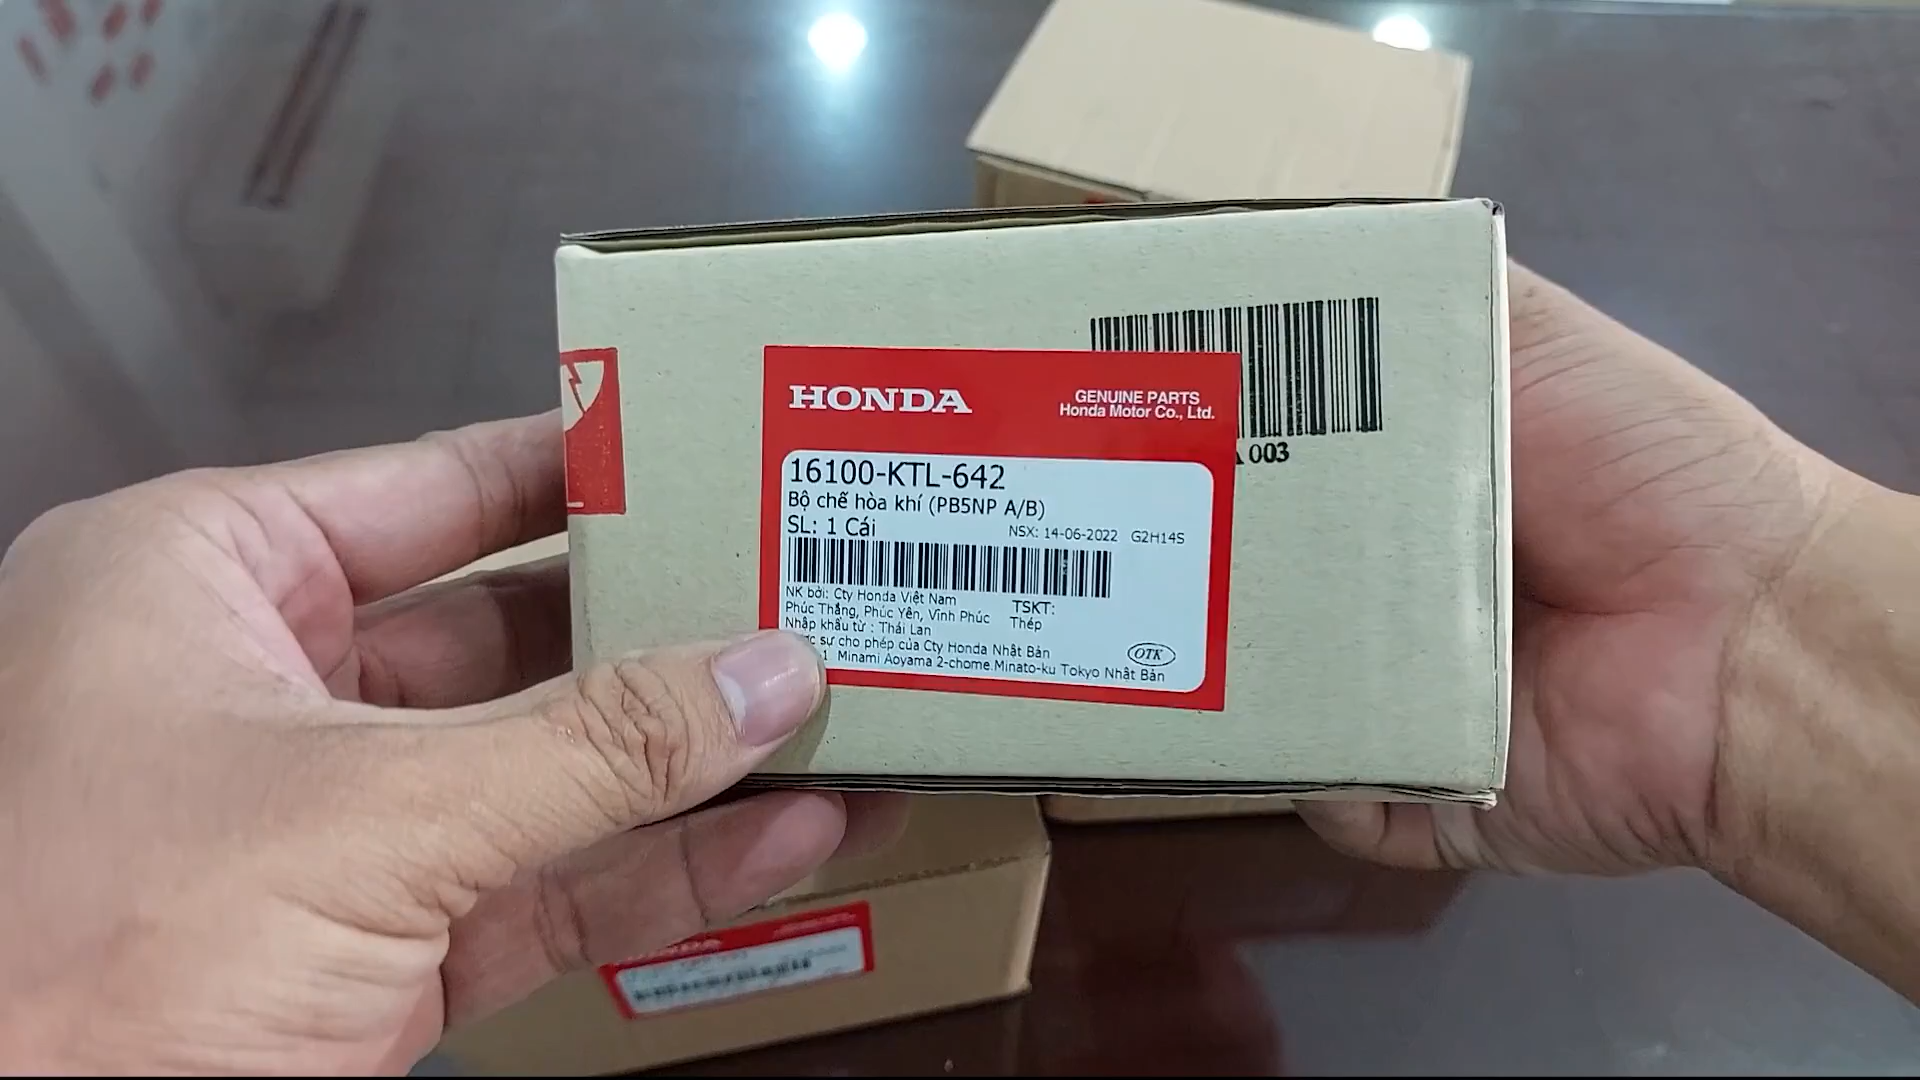 HONDA
GENUINE PARTS
Honda Motor Co., Ltd.
003
16100-KTL-642
Bộ chế hòa khí (PB5NP A/B)
SL: 1 Cái
NSX: 14-06-2022 G2H14S
NK bởi: Cty Honda Việt Nam
Phúc Thắng, Phúc Yên, Vĩnh Phúc
TSKT:
Thép
Nhập khẩu từ : Thái Lan
sự cho phép của Cty Honda Nhật Bản
1 Minami Aoyama 2-chome.Minato-ku Tokyo Nhật Bản
OTK